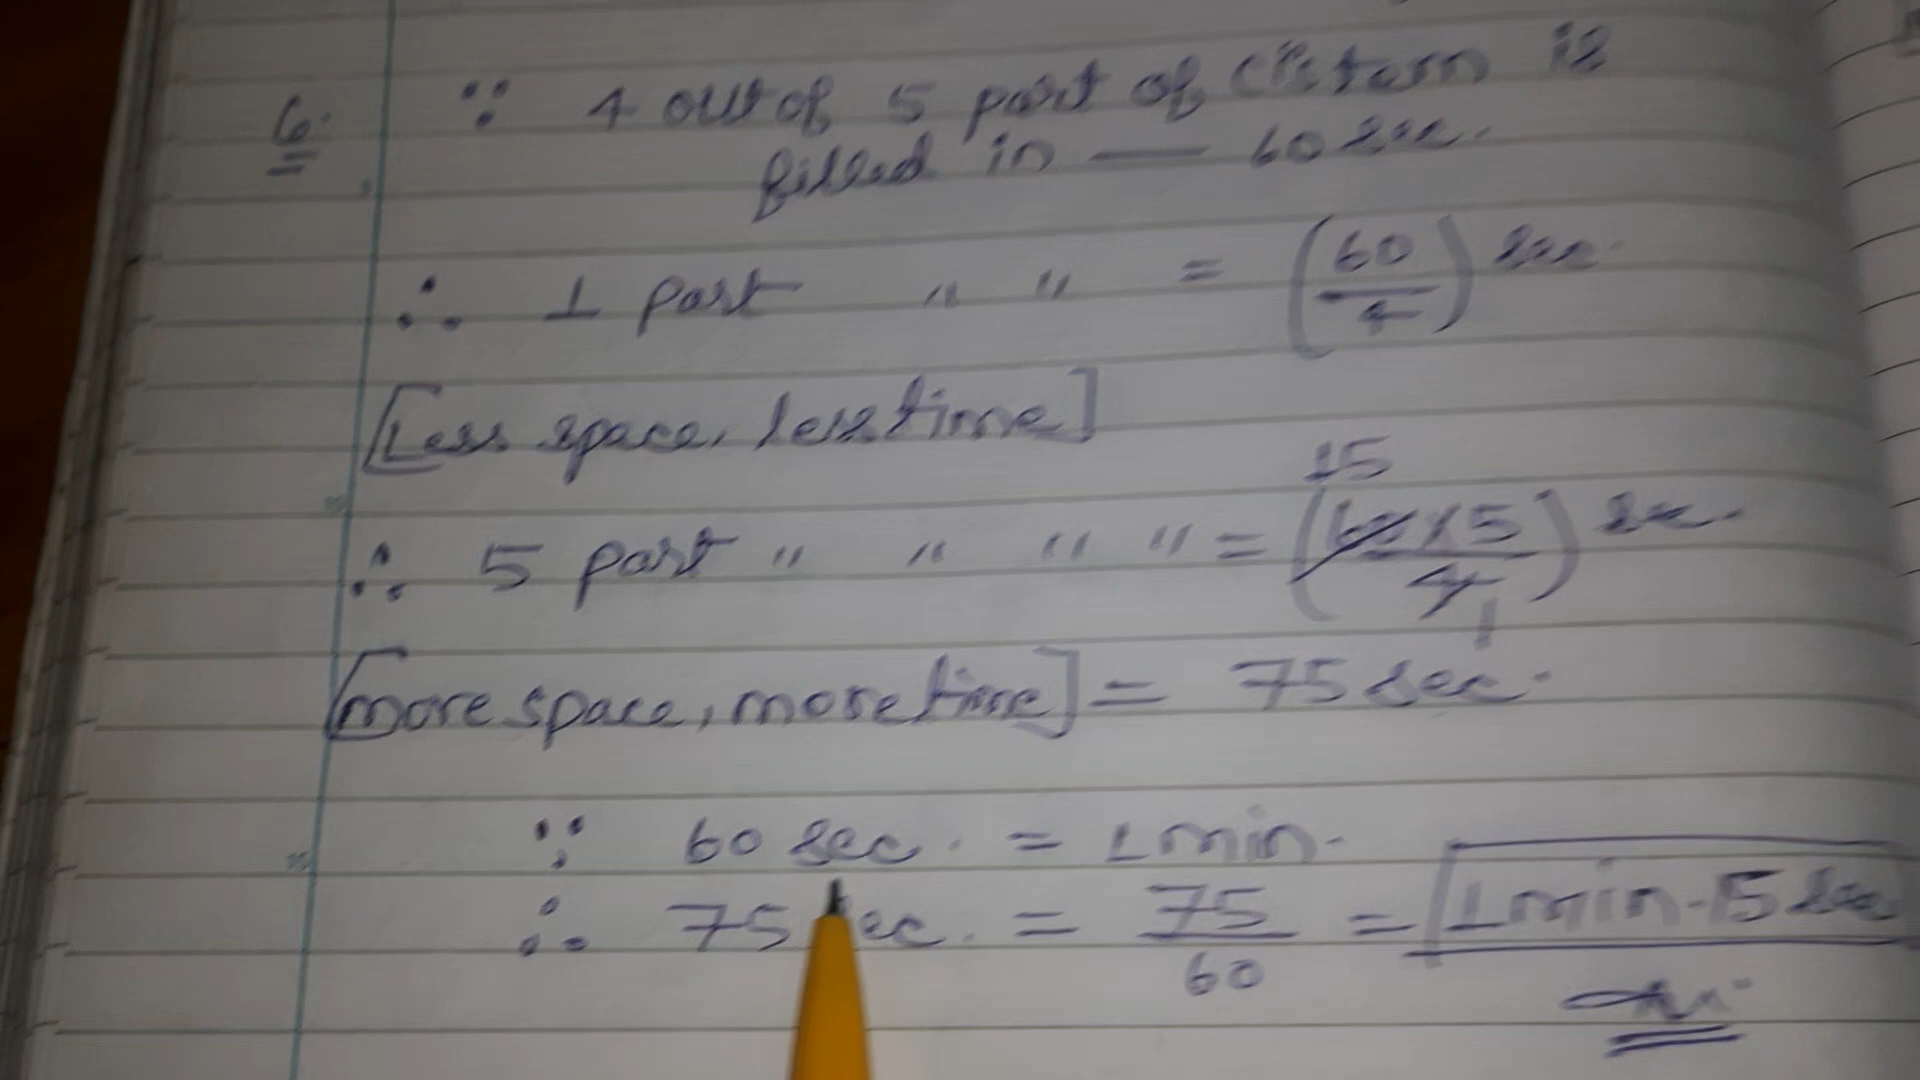 6. ∵ 4 out of 5 part of cistern is
filled in — 60 sec.
∴ 1 part " " = (60/4) sec.
[Less space, less time]
15
∴ 5 part " " " " = (60×5/4) sec.
1
[more space, more time] = 75 sec.
∵ 60 sec. = 1 min.
∴ 75 sec. = 75/60 = 1 min. 15 sec